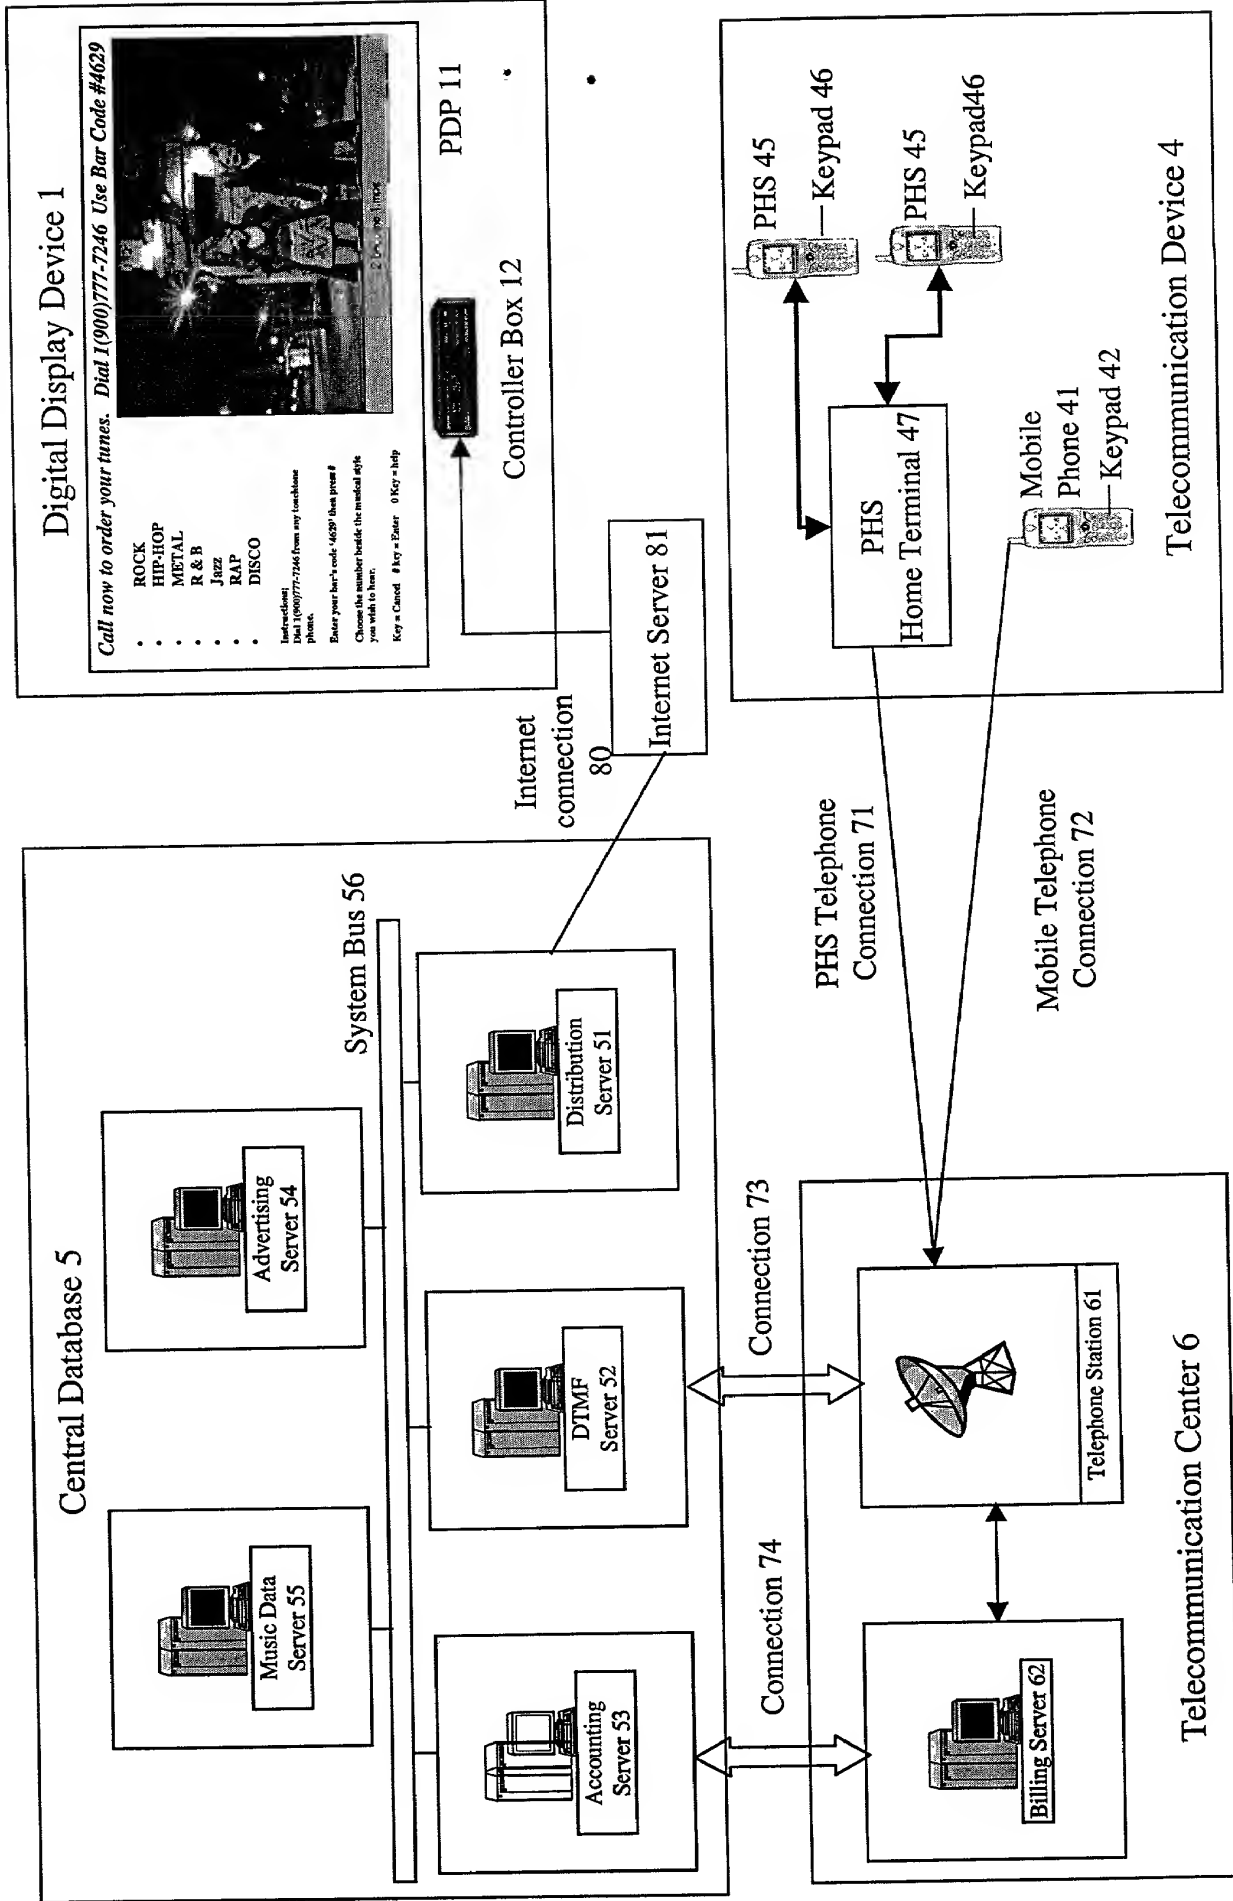 Central Database 5
Music Data
Server 55
Advertising
Server 54
System Bus 56
Accounting
Server 53
DTMF
Server 52
Distribution
Server 51
Digital Display Device 1
Call now to order your tunes. Dial 1(900)777-7246 Use Bar Code #4629
• ROCK
• HIP-HOP
• METAL
• R & B
• Jazz
• RAP
• DISCO
Instructions:
Dial 1(900)777-7246 from any touchtone
phone.
Enter your bar's code '4629' then press #
Choose the number beside the musical style
you wish to hear.
Key = Cancel # key = Enter 0 Key = help
PDP 11
Controller Box 12
Internet
connection
80
Internet Server 81
Connection 74
Connection 73
PHS Telephone
Connection 71
Mobile Telephone
Connection 72
Billing Server 62
Telephone Station 61
Telecommunication Center 6
PHS 45
Keypad 46
PHS 45
Keypad46
PHS
Home Terminal 47
Mobile
Phone 41
Keypad 42
Telecommunication Device 4